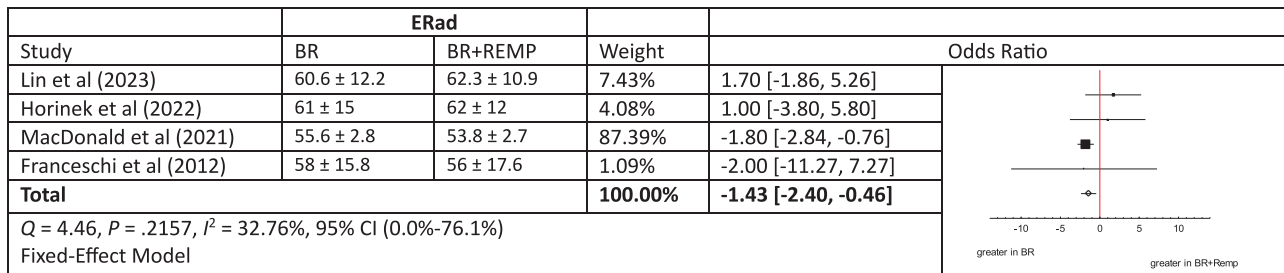 ERad
Study BR BR+REMP Weight Odds Ratio
Lin et al (2023) 60.6 ± 12.2 62.3 ± 10.9 7.43% 1.70 [-1.86, 5.26]
Horinek et al (2022) 61 ± 15 62 ± 12 4.08% 1.00 [-3.80, 5.80]
MacDonald et al (2021) 55.6 ± 2.8 53.8 ± 2.7 87.39% -1.80 [-2.84, -0.76]
Franceschi et al (2012) 58 ± 15.8 56 ± 17.6 1.09% -2.00 [-11.27, 7.27]
Total 100.00% -1.43 [-2.40, -0.46]
Q = 4.46, P = .2157, I² = 32.76%, 95% CI (0.0%-76.1%)
Fixed-Effect Model
-10 -5 0 5 10
greater in BR
greater in BR+Remp